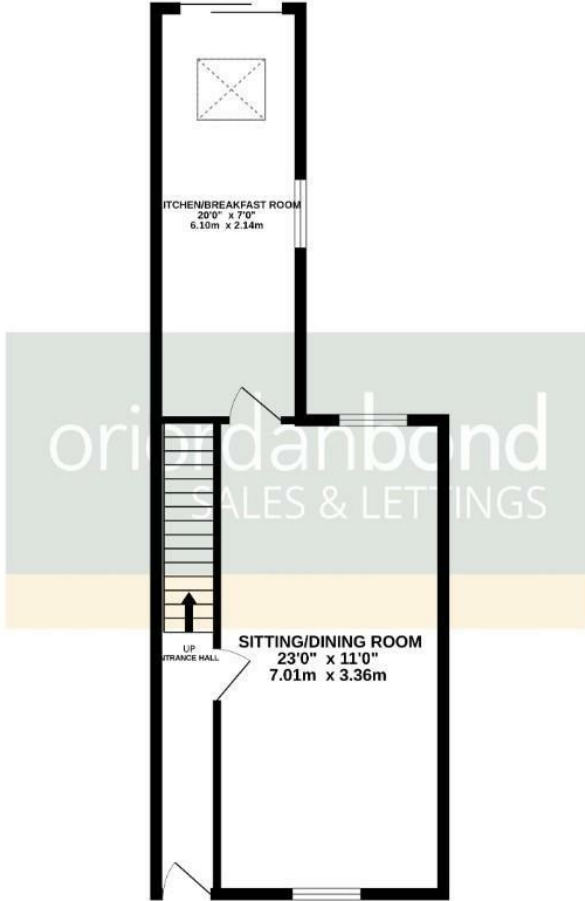 ITCHEN/BREAKFAST ROOM
20'0" x 7'0"
6.10m x 2.14m
oriordanbond
SALES & LETTINGS
UP
NTRANCE HALL
SITTING/DINING ROOM
23'0" x 11'0"
7.01m x 3.36m